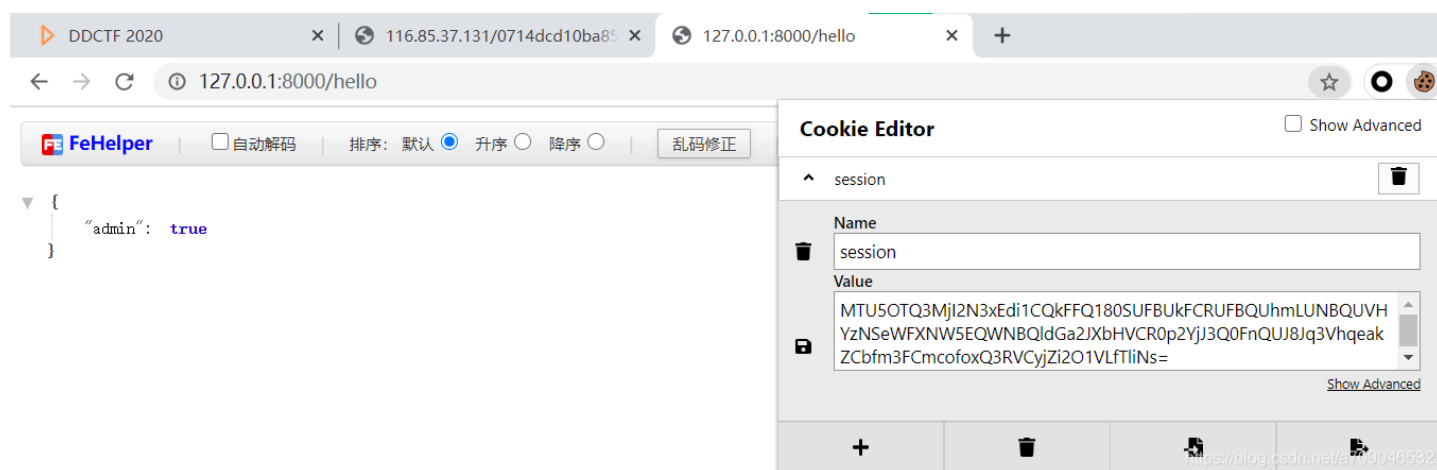 DDCTF 2020
116.85.37.131/0714dcd10ba85
127.0.0.1:8000/hello
127.0.0.1:8000/hello
FeHelper
自动解码
排序: 默认 升序 降序
乱码修正
{
"admin": true
}
Cookie Editor
Show Advanced
session
Name
session
Value
MTU5OTQ3MjI2N3xEdi1CQkFFQ180SUFBUkFCRUFBQUhmLUNBQUVH
YzNSeWFXNW5EQWNBQldGa2JXbHVCR0p2YjJ3Q0FnQUJ8Jq3Vhqeak
ZCbfm3FCmcofoxQ3RVCyjZi2O1VLfTliNs=
Show Advanced
https://blog.csdn.net/a709046532